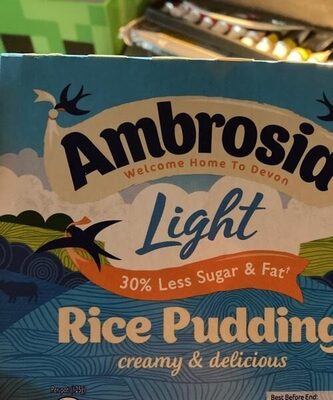 Ambrosia
Welcome Home To Devon
Light
30% Less Sugar & Fat†
Rice Pudding
creamy & delicious
Best Before End: